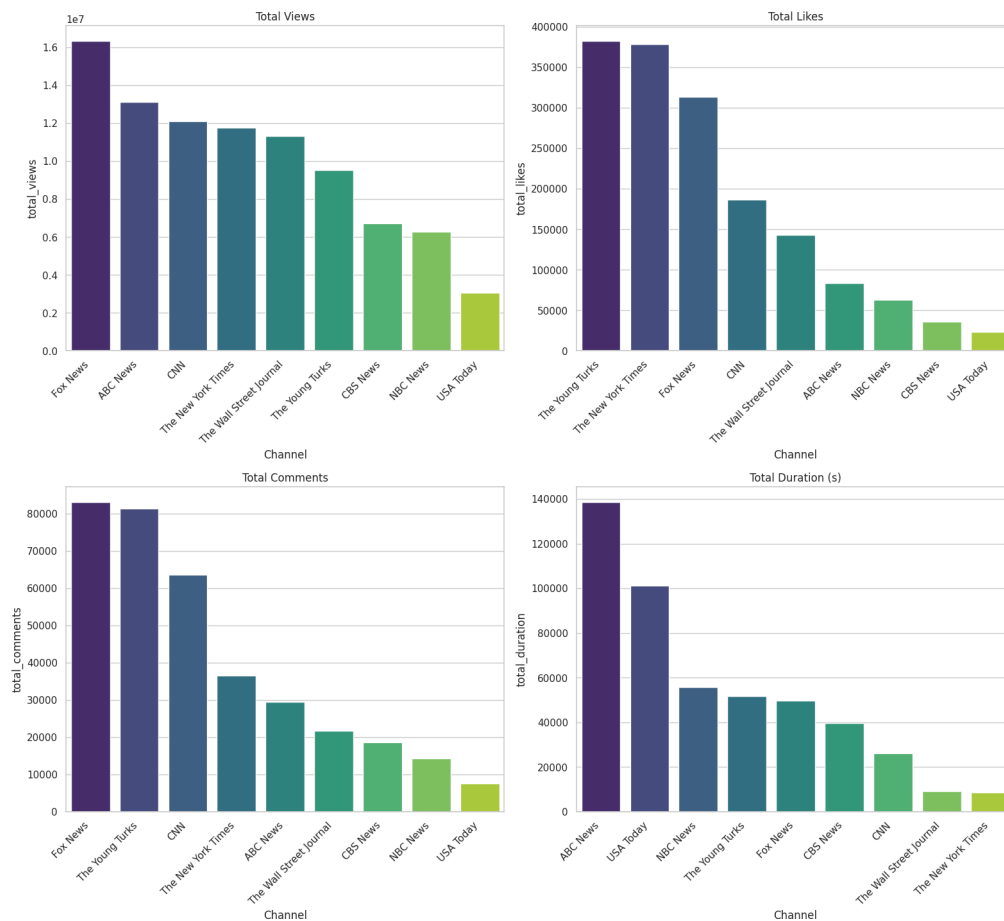 Total Views
1e7
1.6
1.4
1.2
1.0
0.8
0.6
0.4
0.2
0.0
total_views
Fox News
ABC News
CNN
The New York Times
The Wall Street Journal
The Young Turks
CBS News
NBC News
USA Today
Channel
Total Likes
400000
350000
300000
250000
200000
150000
100000
50000
0
total_likes
The Young Turks
The New York Times
Fox News
CNN
The Wall Street Journal
ABC News
NBC News
CBS News
USA Today
Channel
Total Comments
80000
70000
60000
50000
40000
30000
20000
10000
0
total_comments
Fox News
The Young Turks
CNN
The New York Times
ABC News
The Wall Street Journal
CBS News
NBC News
USA Today
Channel
Total Duration (s)
140000
120000
100000
80000
60000
40000
20000
0
total_duration
ABC News
USA Today
NBC News
The Young Turks
Fox News
CBS News
CNN
The Wall Street Journal
The New York Times
Channel